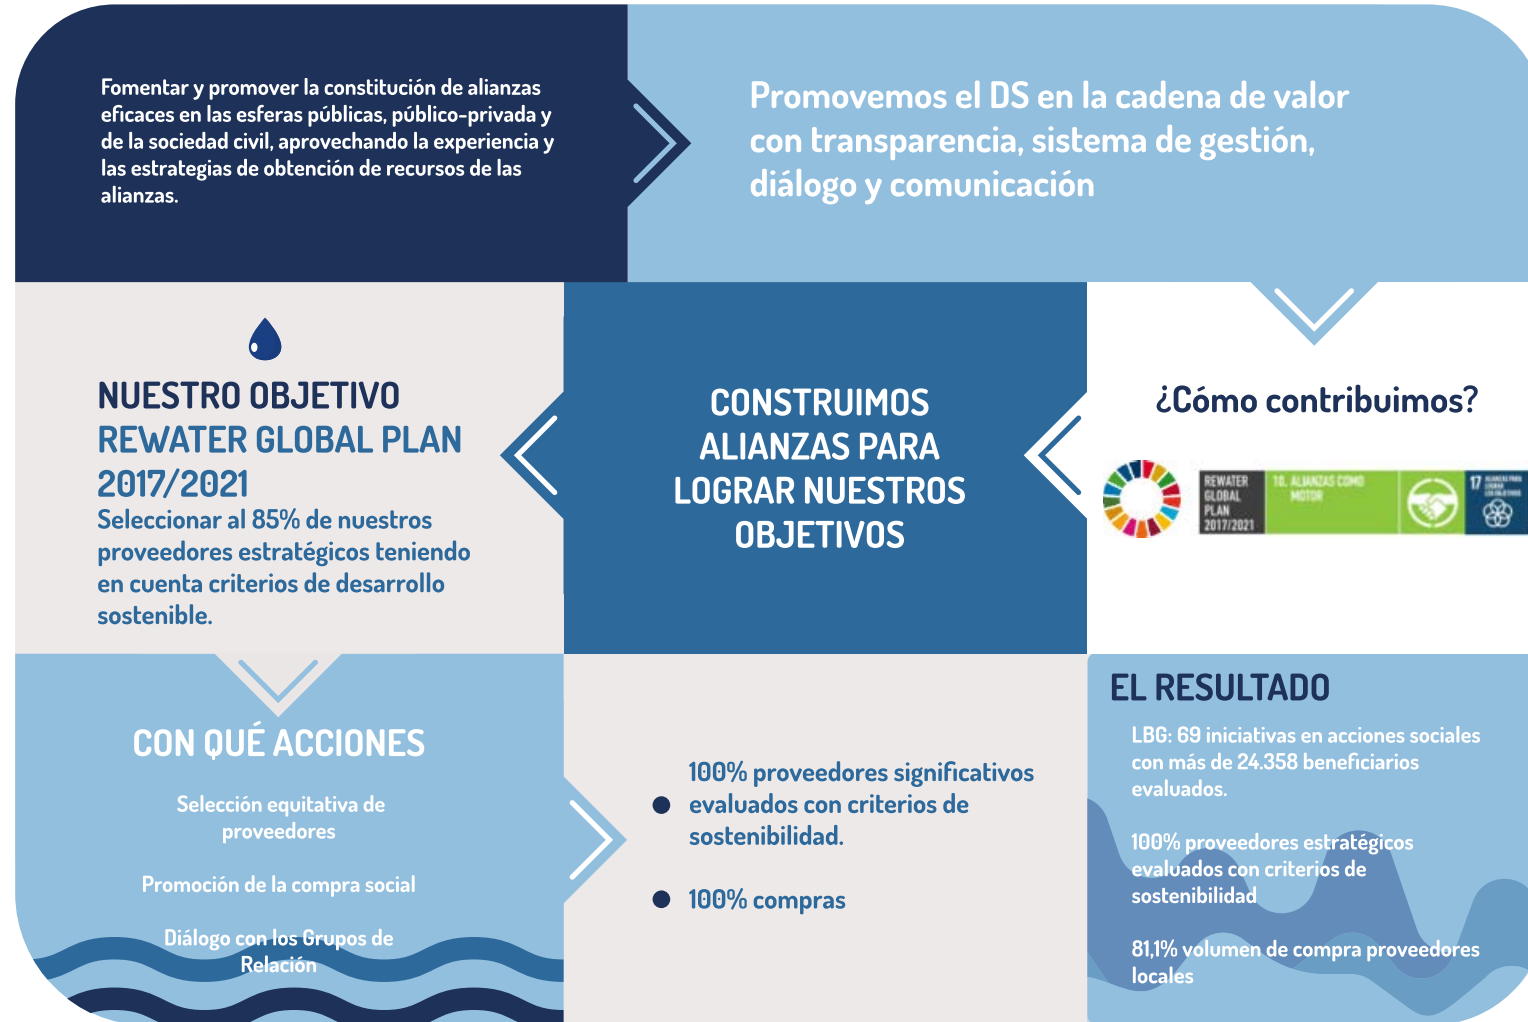 Fomentar y promover la constitución de alianzas
eficaces en las esferas públicas, público-privada y
de la sociedad civil, aprovechando la experiencia y
las estrategias de obtención de recursos de las
alianzas.
Promovemos el DS en la cadena de valor
con transparencia, sistema de gestión,
diálogo y comunicación
¿Cómo contribuimos?
REWATER
GLOBAL
PLAN
2017/2021
10. ALIANZAS COMO
MOTOR
17 ALIANZAS PARA
LOGRAR
LOS OBJETIVOS
CONSTRUIMOS
ALIANZAS PARA
LOGRAR NUESTROS
OBJETIVOS
NUESTRO OBJETIVO
REWATER GLOBAL PLAN
2017/2021
Seleccionar al 85% de nuestros
proveedores estratégicos teniendo
en cuenta criterios de desarrollo
sostenible.
CON QUÉ ACCIONES
Selección equitativa de
proveedores
Promoción de la compra social
Diálogo con los Grupos de
Relación
100% proveedores significativos
evaluados con criterios de
sostenibilidad.
100% compras
EL RESULTADO
LBG: 69 iniciativas en acciones sociales
con más de 24.358 beneficiarios
evaluados.
100% proveedores estratégicos
evaluados con criterios de
sostenibilidad
81,1% volumen de compra proveedores
locales